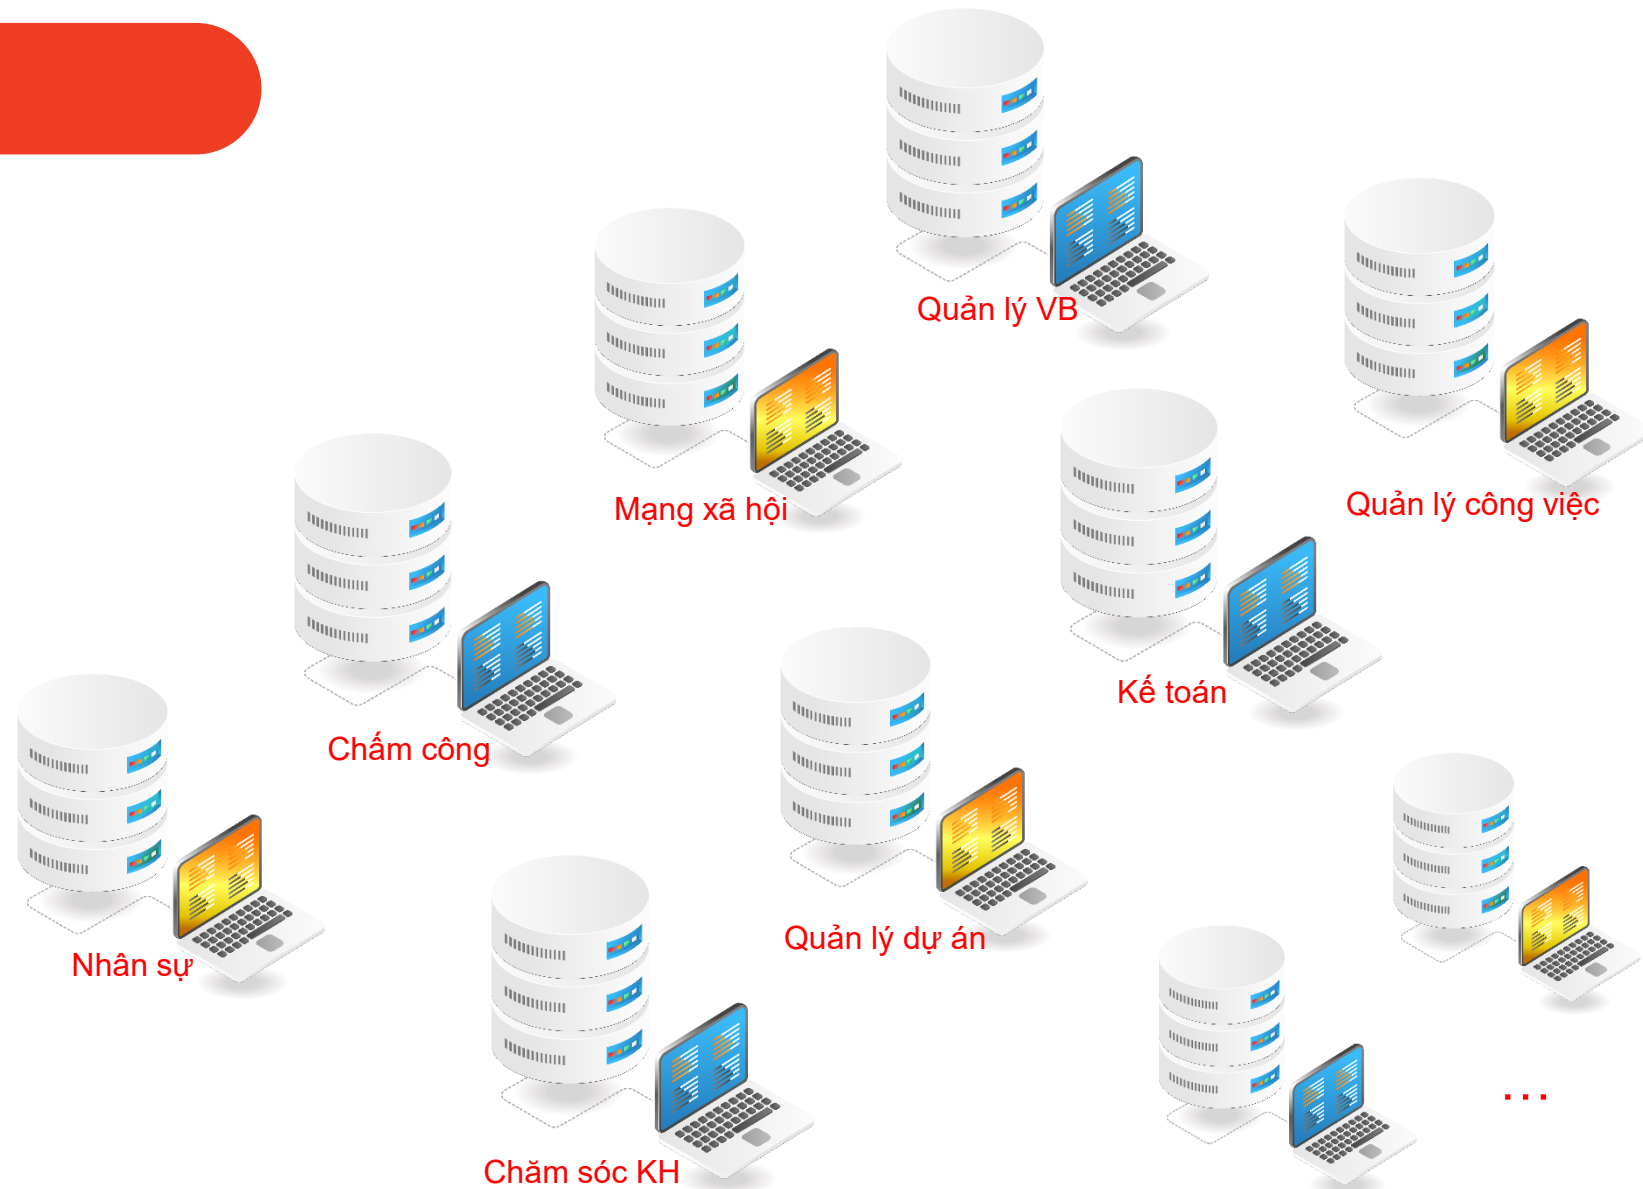 Quản lý VB
Mạng xã hội
Quản lý công việc
Kế toán
Chấm công
Quản lý dự án
Nhân sự
Chăm sóc KH
...